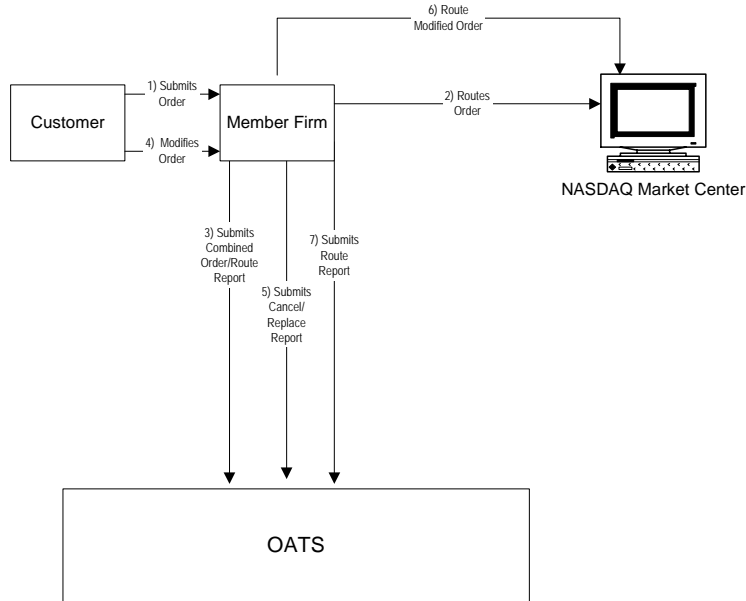 6) Route
Modified Order
1) Submits
Order
2) Routes
Order
Customer
Member Firm
4) Modifies
Order
NASDAQ Market Center
3) Submits
Combined
Order/Route
Report
7) Submits
Route
Report
5) Submits
Cancel/
Replace
Report
OATS